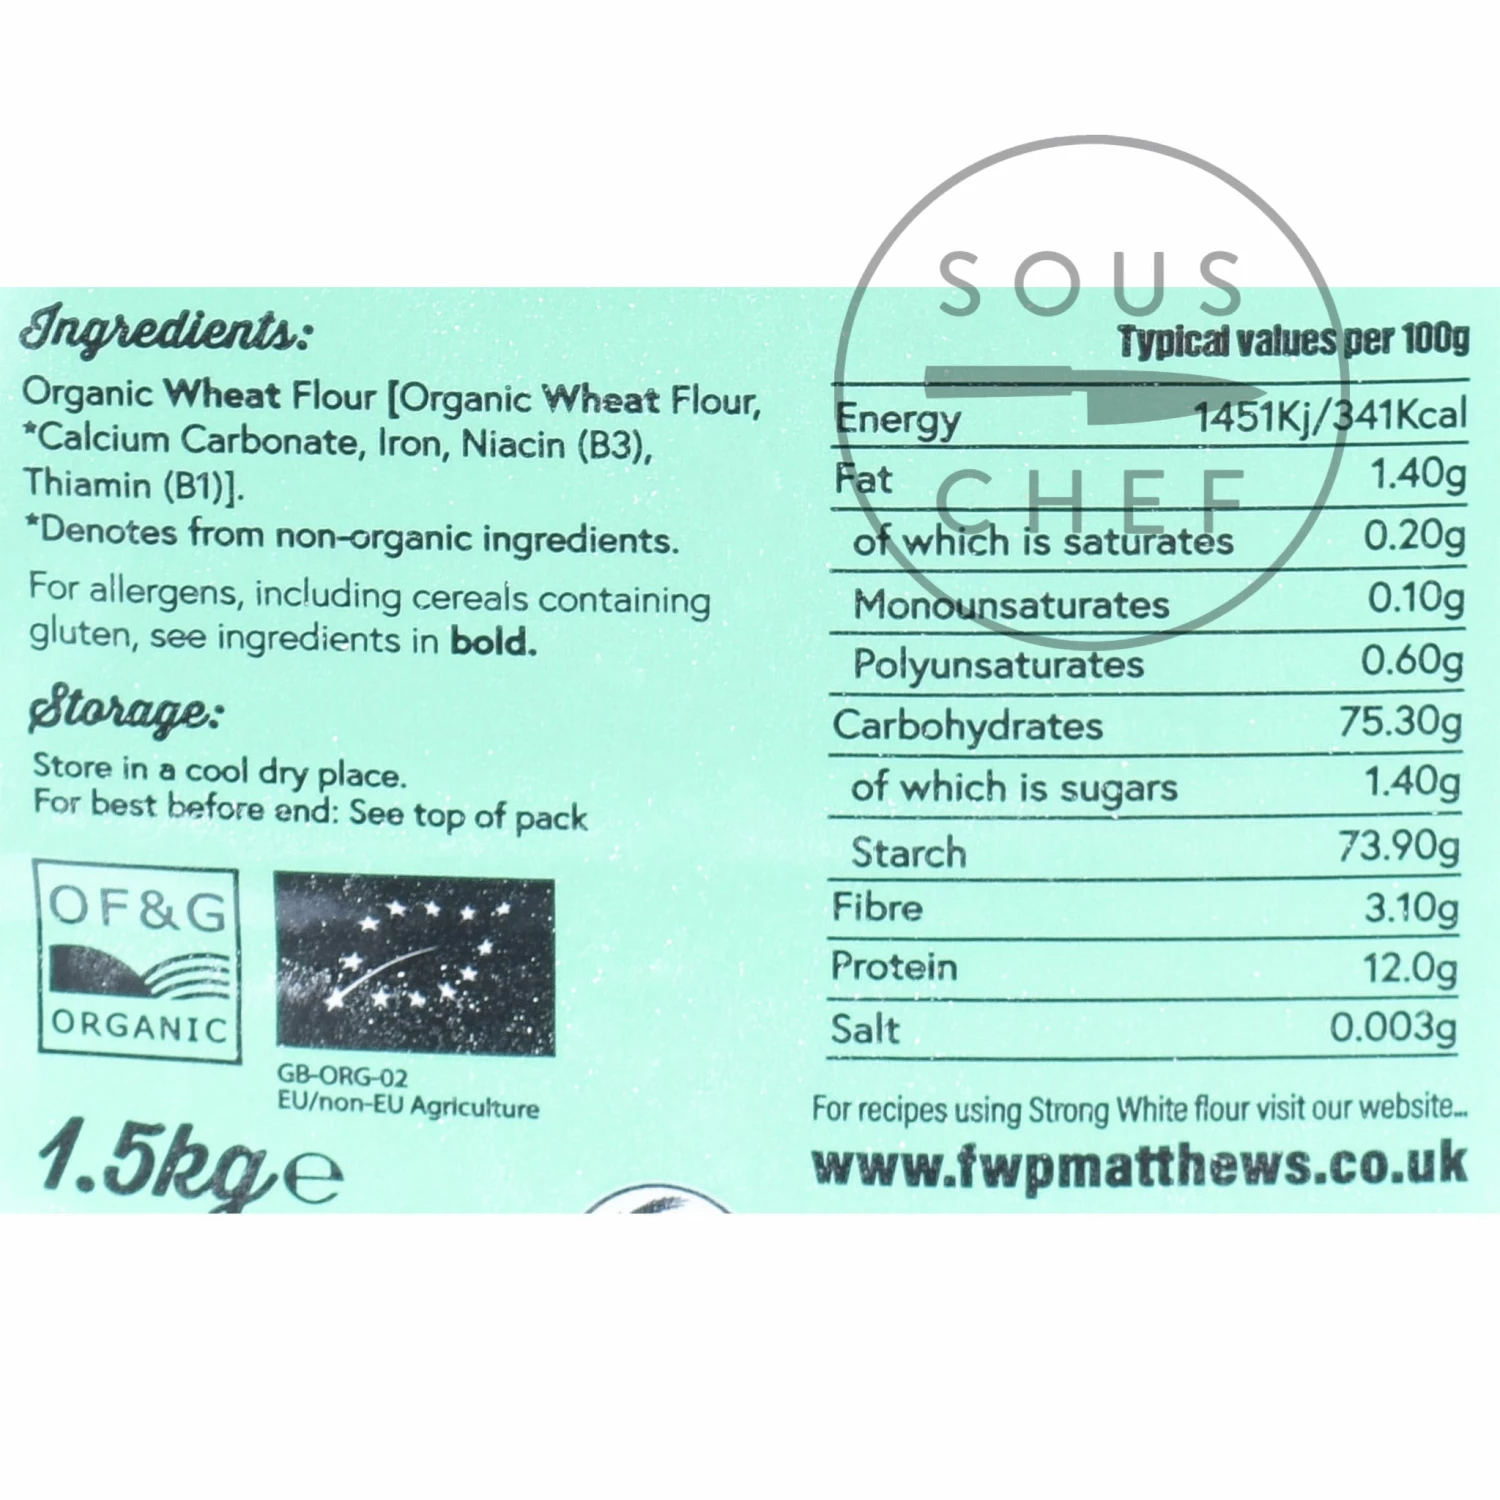 SOUS
CHEF
Ingredients:
Organic Wheat Flour [Organic Wheat Flour,
*Calcium Carbonate, Iron, Niacin (B3),
Thiamin (B1)].
*Denotes from non-organic ingredients.
For allergens, including cereals containing
gluten, see ingredients in bold.
Storage:
Store in a cool dry place.
For best before end: See top of pack
OF&G
ORGANIC
GB-ORG-02
EU/non-EU Agriculture
1.5kg e
Typical values per 100g
Energy 1451Kj/341Kcal
Fat 1.40g
of which is saturates 0.20g
Monounsaturates 0.10g
Polyunsaturates 0.60g
Carbohydrates 75.30g
of which is sugars 1.40g
Starch 73.90g
Fibre 3.10g
Protein 12.0g
Salt 0.003g
For recipes using Strong White flour visit our website...
www.fwpmatthews.co.uk